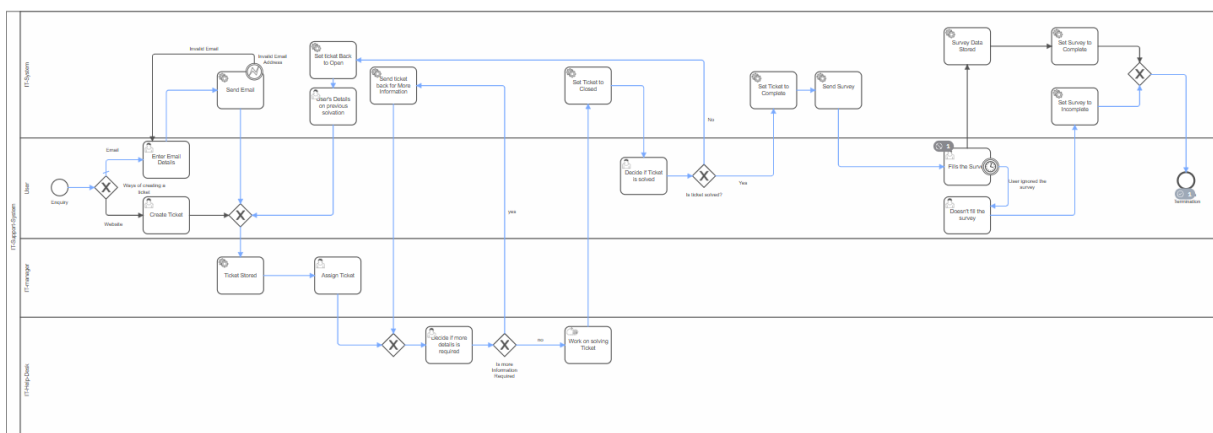 IT-Support-System
IT-System
Invalid Email
Invalid Email
Address
Send Email
Set ticket Back
to Open
User's Details
on previous
solvation
Send ticket
back for More
Information
Set Ticket to
Closed
No
Set Ticket to
Complete
Send Survey
Survey Data
Stored
Set Survey to
Complete
Set Survey to
Incomplete
User
Enquiry
Email
Enter Email
Details
Ways of creating a
ticket
Website
Create Ticket
yes
Decide if Ticket
is solved
Is ticket solved?
Yes
1
Fills the Survey
User ignored the
survey
Doesn't fill the
survey
1
Termination
IT-manager
Ticket Stored
Assign Ticket
IT-Help-Desk
Decide if more
details is
required
Is more
Information
Required
no
Work on solving
Ticket